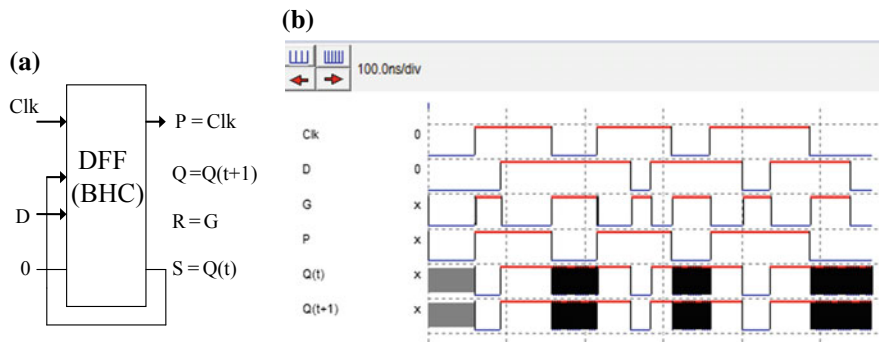 (a)
Clk
D
0
DFF
(BHC)
P = Clk
Q = Q(t+1)
R = G
S = Q(t)
(b)
100.0ns/div
Clk 0
D 0
G x
P x
Q(t) x
Q(t+1) x